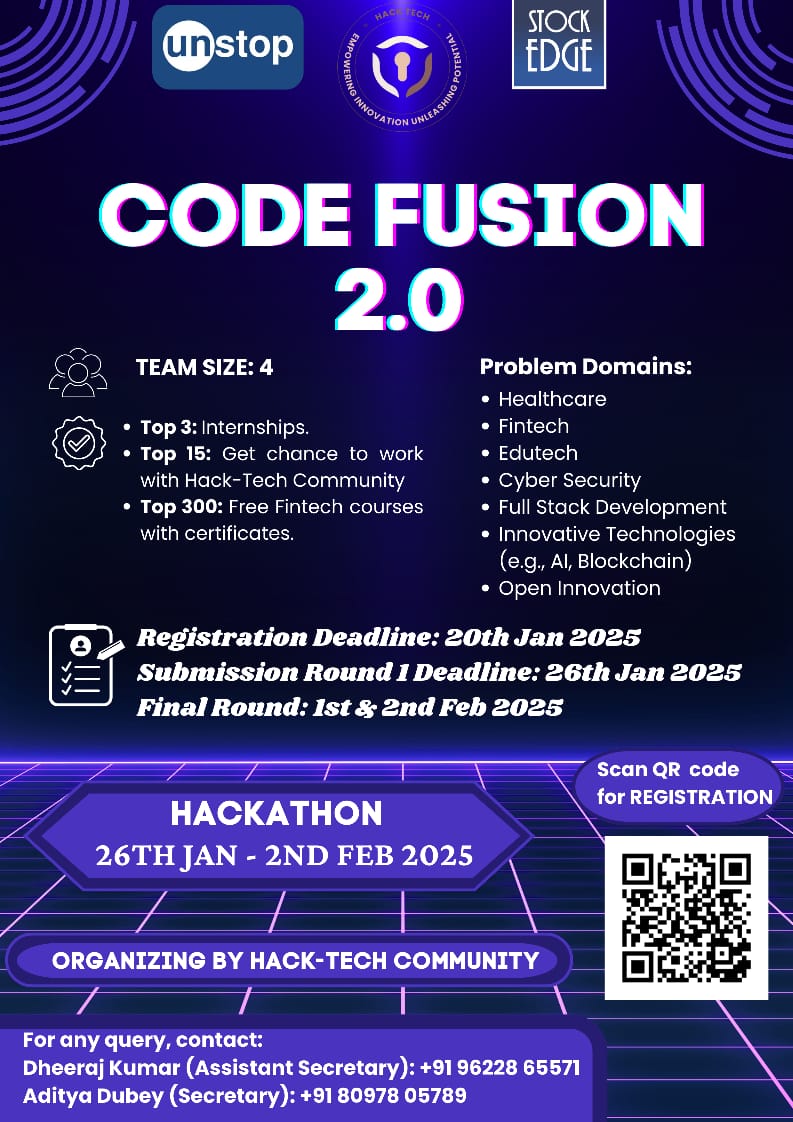 unstop
HACK-TECH
EMPOWERING INNOVATION UNLEASHING POTENTIAL
STOCK
EDGE
CODE FUSION
2.0
TEAM SIZE: 4
• Top 3: Internships.
• Top 15: Get chance to work
with Hack-Tech Community
• Top 300: Free Fintech courses
with certificates.
Problem Domains:
• Healthcare
• Fintech
• Edutech
• Cyber Security
• Full Stack Development
• Innovative Technologies
(e.g., AI, Blockchain)
• Open Innovation
Registration Deadline: 20th Jan 2025
Submission Round 1 Deadline: 26th Jan 2025
Final Round: 1st & 2nd Feb 2025
Scan QR code
for REGISTRATION
HACKATHON
26TH JAN - 2ND FEB 2025
ORGANIZING BY HACK-TECH COMMUNITY
For any query, contact:
Dheeraj Kumar (Assistant Secretary): +91 96228 65571
Aditya Dubey (Secretary): +91 80978 05789